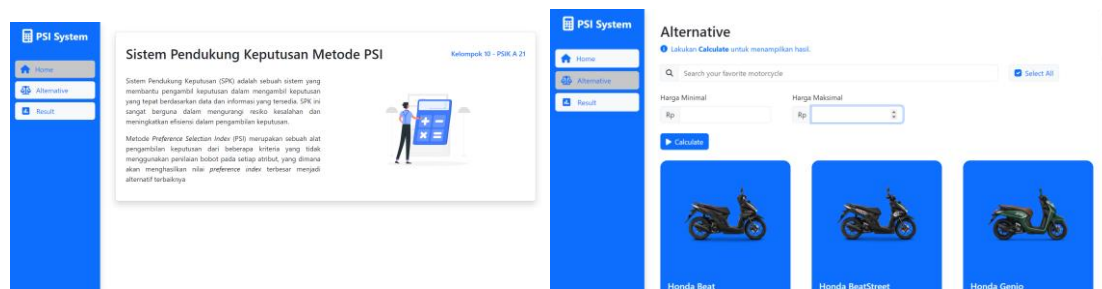 PSI System
Home
Alternative
Result
Sistem Pendukung Keputusan Metode PSI
Kelompok 10 - PSIK A 21
Sistem Pendukung Keputusan (SPK) adalah sebuah sistem yang
membantu pengambil keputusan dalam mengambil keputusan
yang tepat berdasarkan data dan informasi yang tersedia. SPK ini
sangat berguna dalam mengurangi resiko kesalahan dan
meningkatkan efisiensi dalam pengambilan keputusan.
Metode Preference Selection Index (PSI) merupakan sebuah alat
pengambilan keputusan dari beberapa kriteria yang tidak
menggunakan penilaian bobot pada setiap atribut, yang dimana
akan menghasilkan nilai preference index terbesar menjadi
alternatif terbaiknya
PSI System
Home
Alternative
Result
Alternative
Lakukan Calculate untuk menampilkan hasil.
Search your favorite motorcycle
Select All
Harga Minimal
Harga Maksimal
Rp
Rp
Calculate
Honda Beat
Honda BeatStreet
Honda Genio